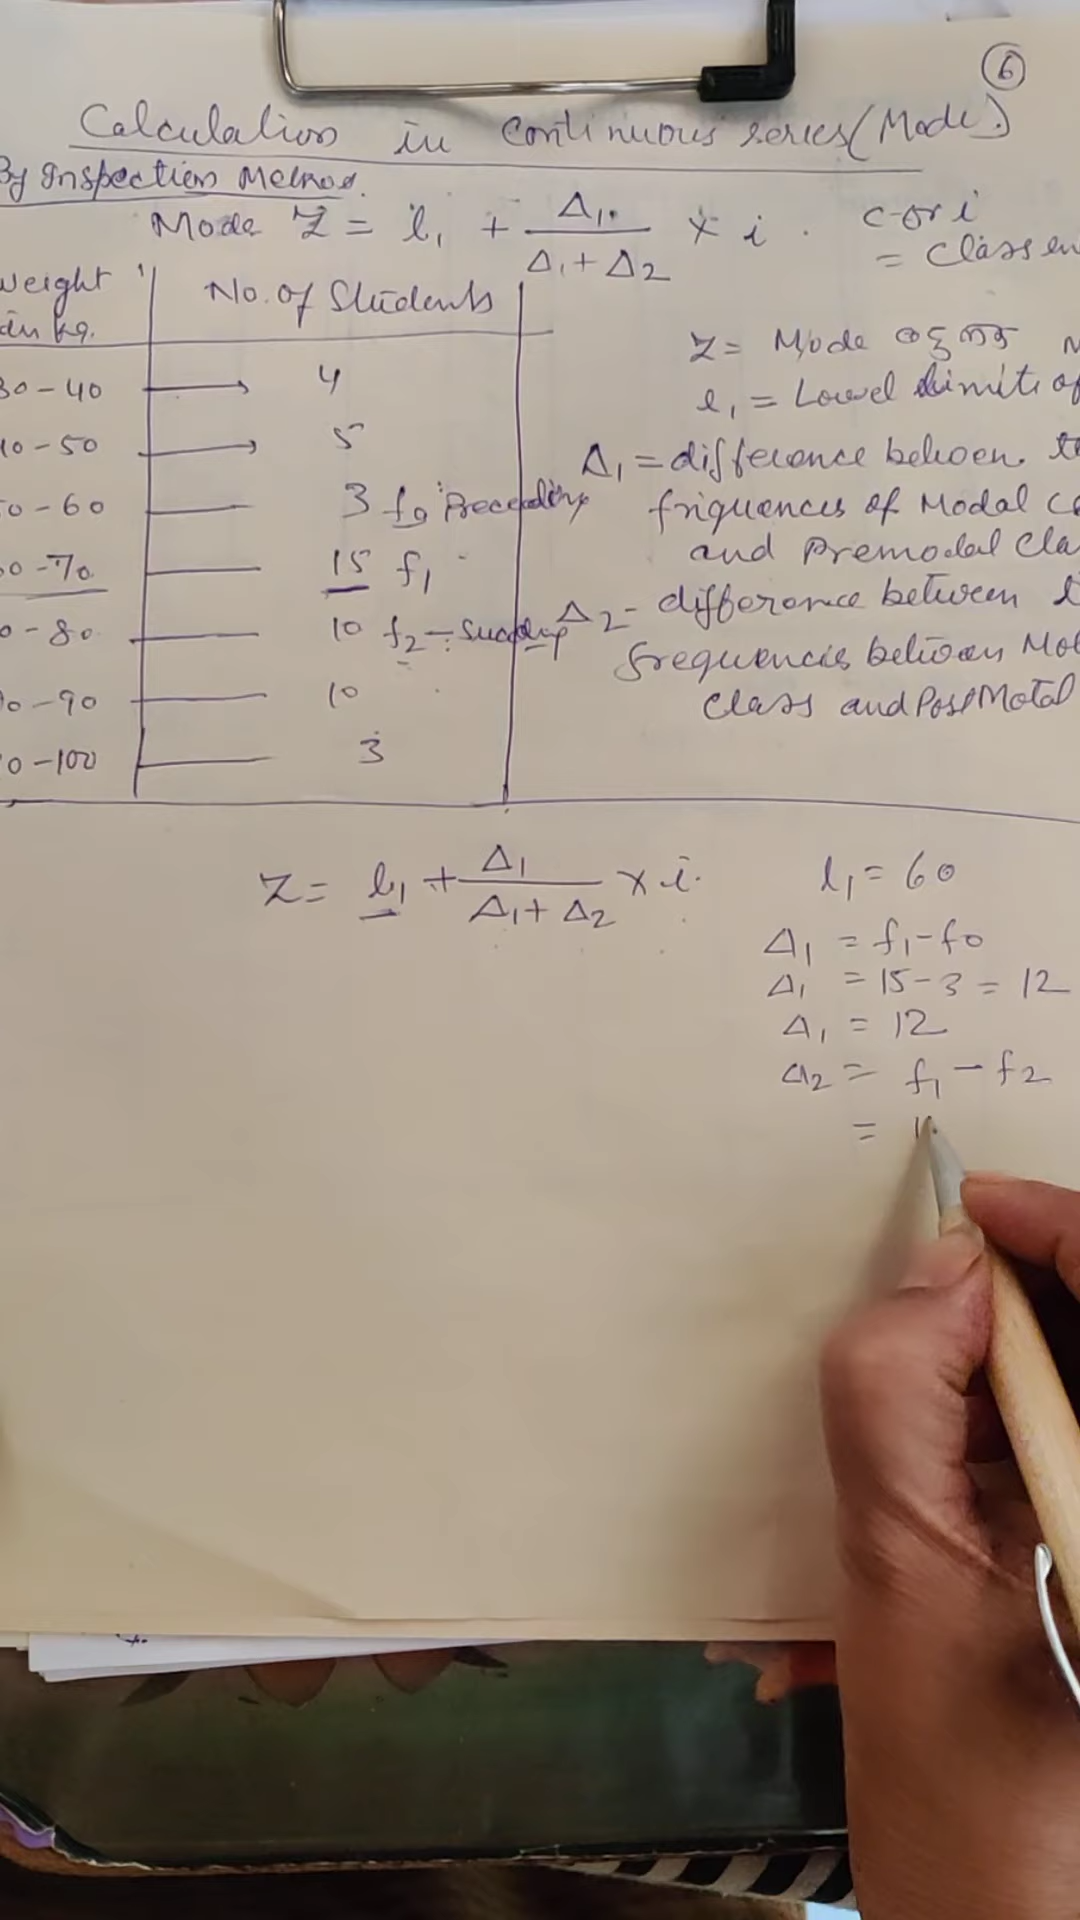 6
Calculation in continuous series (Mode).
By Inspection Method.
Mode Z = l₁ + Δ₁ / Δ₁ + Δ₂ × i .
c or i
= Class
weight in kg. No. of Students
30 - 40 4
40 - 50 5
50 - 60 3 f₀ Preceeding
60 - 70 15 f₁
70 - 80 10 f₂
80 - 90 10
90 - 100 3
Z = Mode
l₁ = Lower limit of
Δ₁ = difference between
friquences of Modal
and Premodal
Δ₂ - difference between
frequencies between
class and Post Motal
Z = l₁ + Δ₁ / Δ₁ + Δ₂ × i.
l₁ = 60
Δ₁ = f₁ - f₀
Δ₁ = 15 - 3 = 12
Δ₁ = 12
Δ₂ = f₁ - f₂
=